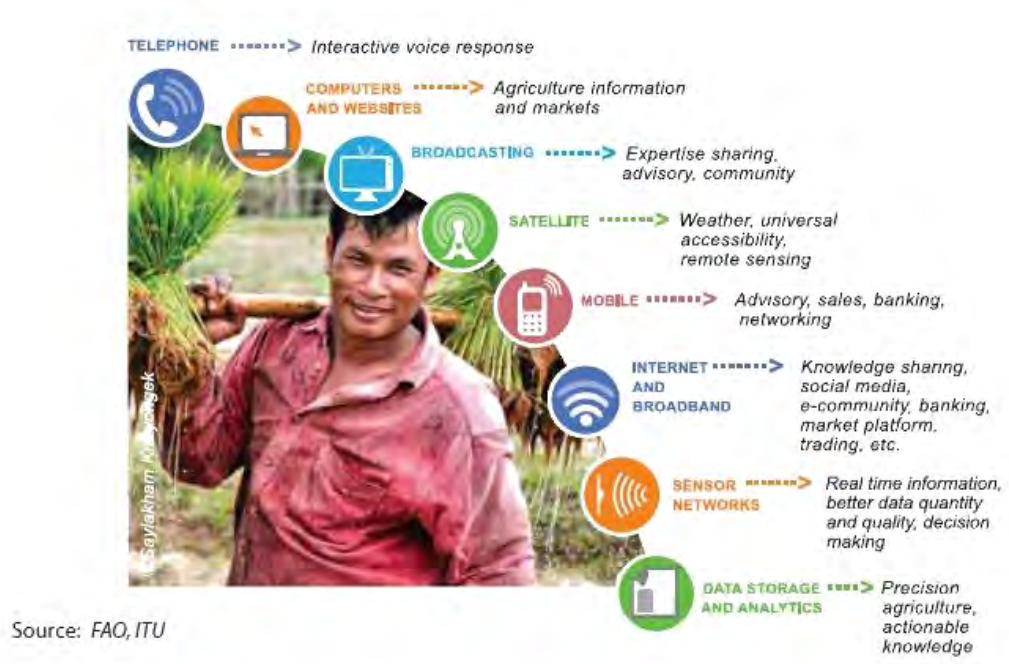 TELEPHONE -------> Interactive voice response
COMPUTERS -------> Agriculture information
AND WEBSITES and markets
BROADCASTING -------> Expertise sharing,
advisory, community
SATELLITE -------> Weather, universal
accessibility,
remote sensing
MOBILE -------> Advisory, sales, banking,
networking
INTERNET -------> Knowledge sharing,
AND social media,
BROADBAND e-community, banking,
market platform,
trading, etc.
SENSOR -------> Real time information,
NETWORKS better data quantity
and quality, decision
making
DATA STORAGE ----> Precision
AND ANALYTICS agriculture,
actionable
knowledge
Saylakham
Source: FAO, ITU